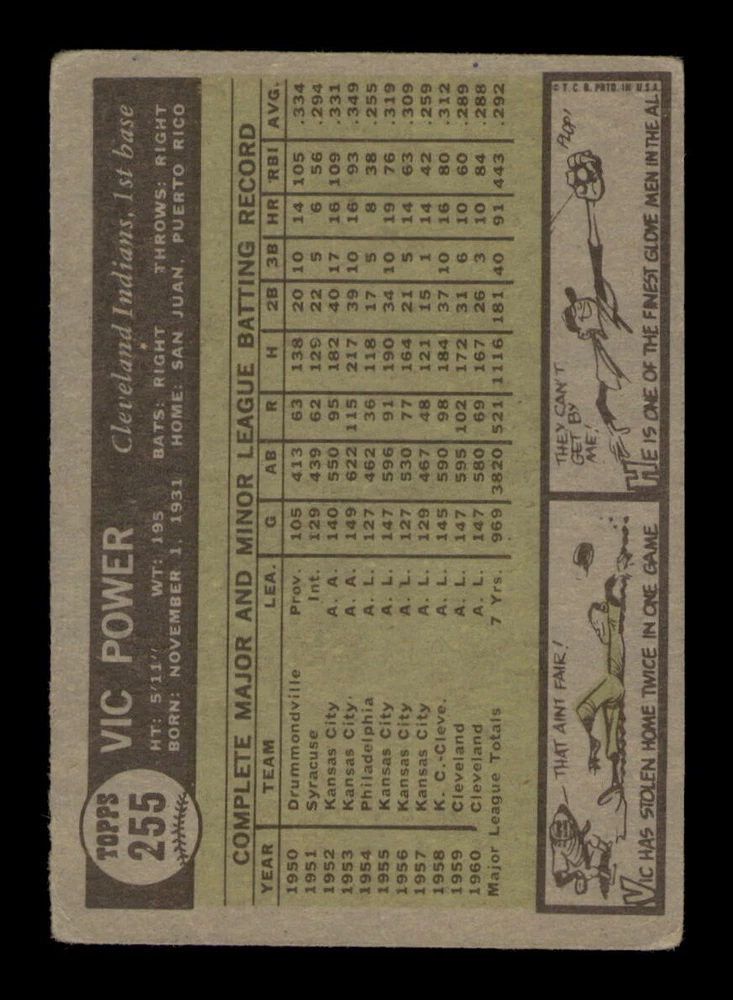 TOPPS
255
VIC POWER Cleveland Indians, 1st base
HT: 5'11" WT: 195 BATS: RIGHT THROWS: RIGHT
BORN: NOVEMBER 1, 1931 HOME: SAN JUAN, PUERTO RICO
COMPLETE MAJOR AND MINOR LEAGUE BATTING RECORD
YEAR TEAM LEA. G AB R H 2B 3B HR RBI AVG.
1950 Drummondville Prov. 105 413 63 138 20 10 14 105 .334
1951 Syracuse Int. 129 439 62 129 22 5 6 56 .294
1952 Kansas City A. A. 140 550 95 182 40 17 16 109 .331
1953 Kansas City A. A. 149 622 115 217 39 10 16 93 .349
1954 Philadelphia A. L. 127 462 36 118 17 5 8 38 .255
1955 Kansas City A. L. 147 596 91 190 34 10 19 76 .319
1956 Kansas City A. L. 127 530 77 164 21 5 14 63 .309
1957 Kansas City A. L. 129 467 48 121 15 1 14 42 .259
1958 K. C.-Cleve. A. L. 145 590 98 184 37 10 16 80 .312
1959 Cleveland A. L. 147 595 102 172 31 6 10 60 .289
1960 Cleveland A. L. 147 580 69 167 26 3 10 84 .288
Major League Totals 7 Yrs. 969 3820 521 1116 181 40 91 443 .292
THAT AINT FAIR!
VIC HAS STOLEN HOME TWICE IN ONE GAME
© T. C. G. PRTD. IN U.S.A.
THEY CAN'T
GET BY
ME!
PLOP!
HE IS ONE OF THE FINEST GLOVE MEN IN THE AL